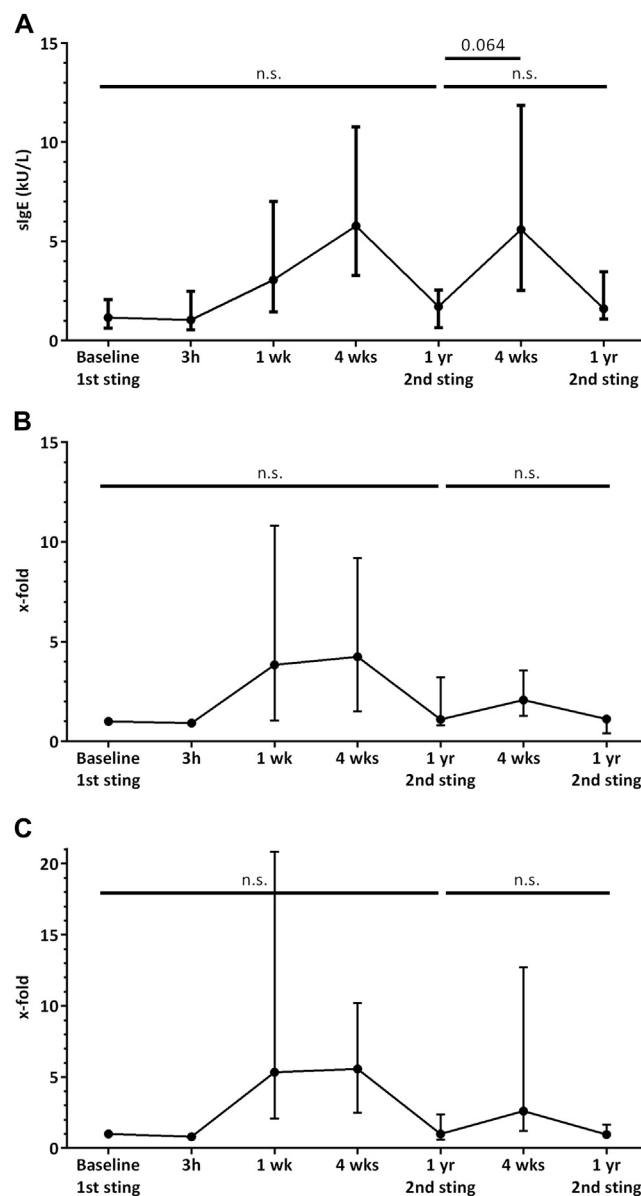 A
0.064
15
n.s.
n.s.
10
sIgE (kU/L)
5
0
Baseline 3h 1 wk 4 wks 1 yr 4 wks 1 yr
1st sting 2nd sting 2nd sting
B
15
n.s.
n.s.
10
x-fold
5
0
Baseline 3h 1 wk 4 wks 1 yr 4 wks 1 yr
1st sting 2nd sting 2nd sting
C
20
n.s.
n.s.
15
x-fold
10
5
0
Baseline 3h 1 wk 4 wks 1 yr 4 wks 1 yr
1st sting 2nd sting 2nd sting